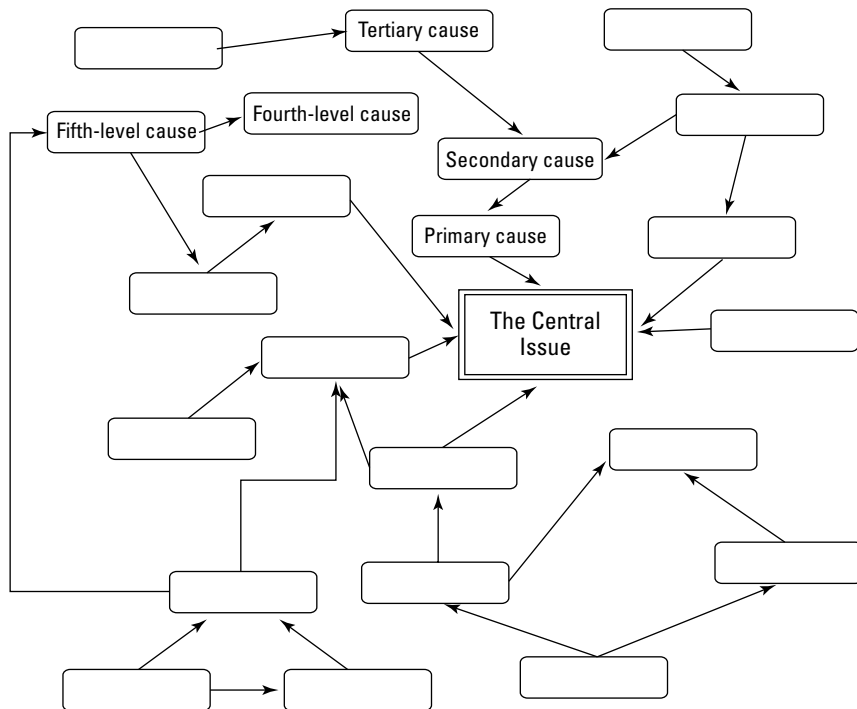 Tertiary cause
Fourth-level cause
Fifth-level cause
Secondary cause
Primary cause
The Central
Issue